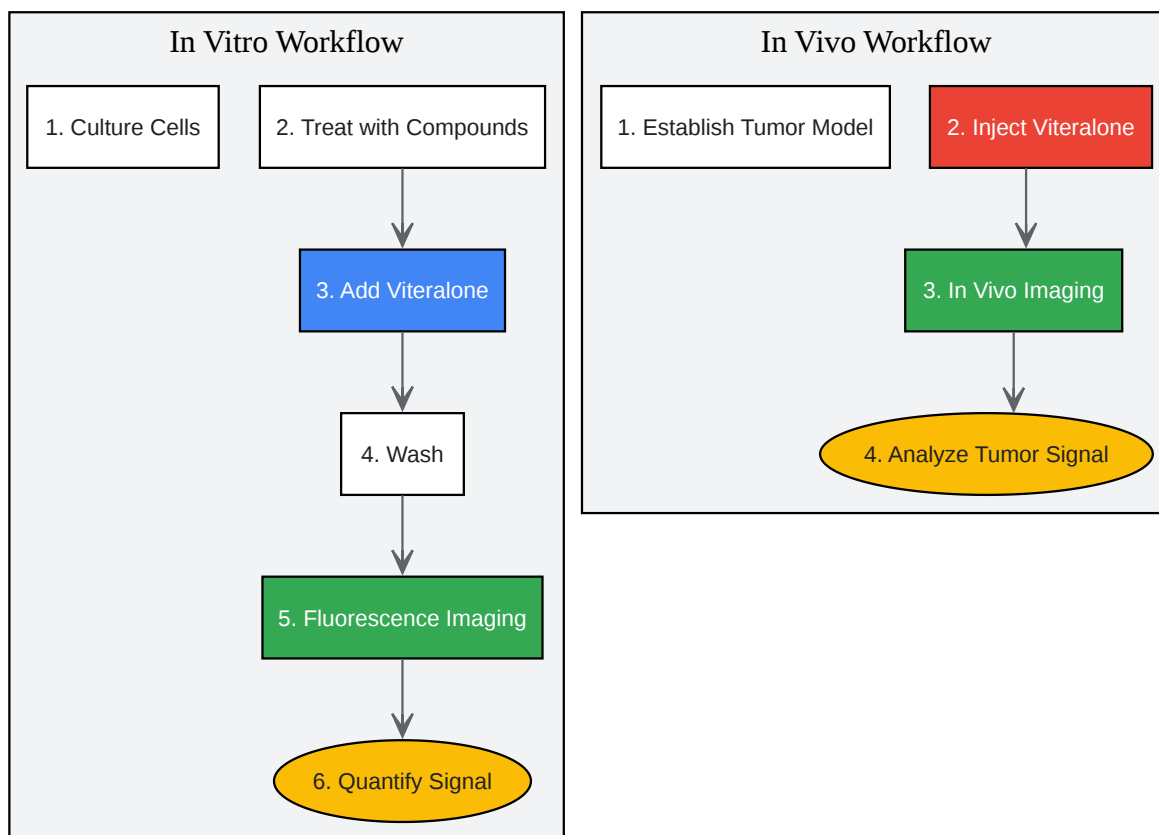 In Vitro Workflow
1. Culture Cells
2. Treat with Compounds
3. Add Viteralone
4. Wash
5. Fluorescence Imaging
6. Quantify Signal
In Vivo Workflow
1. Establish Tumor Model
2. Inject Viteralone
3. In Vivo Imaging
4. Analyze Tumor Signal